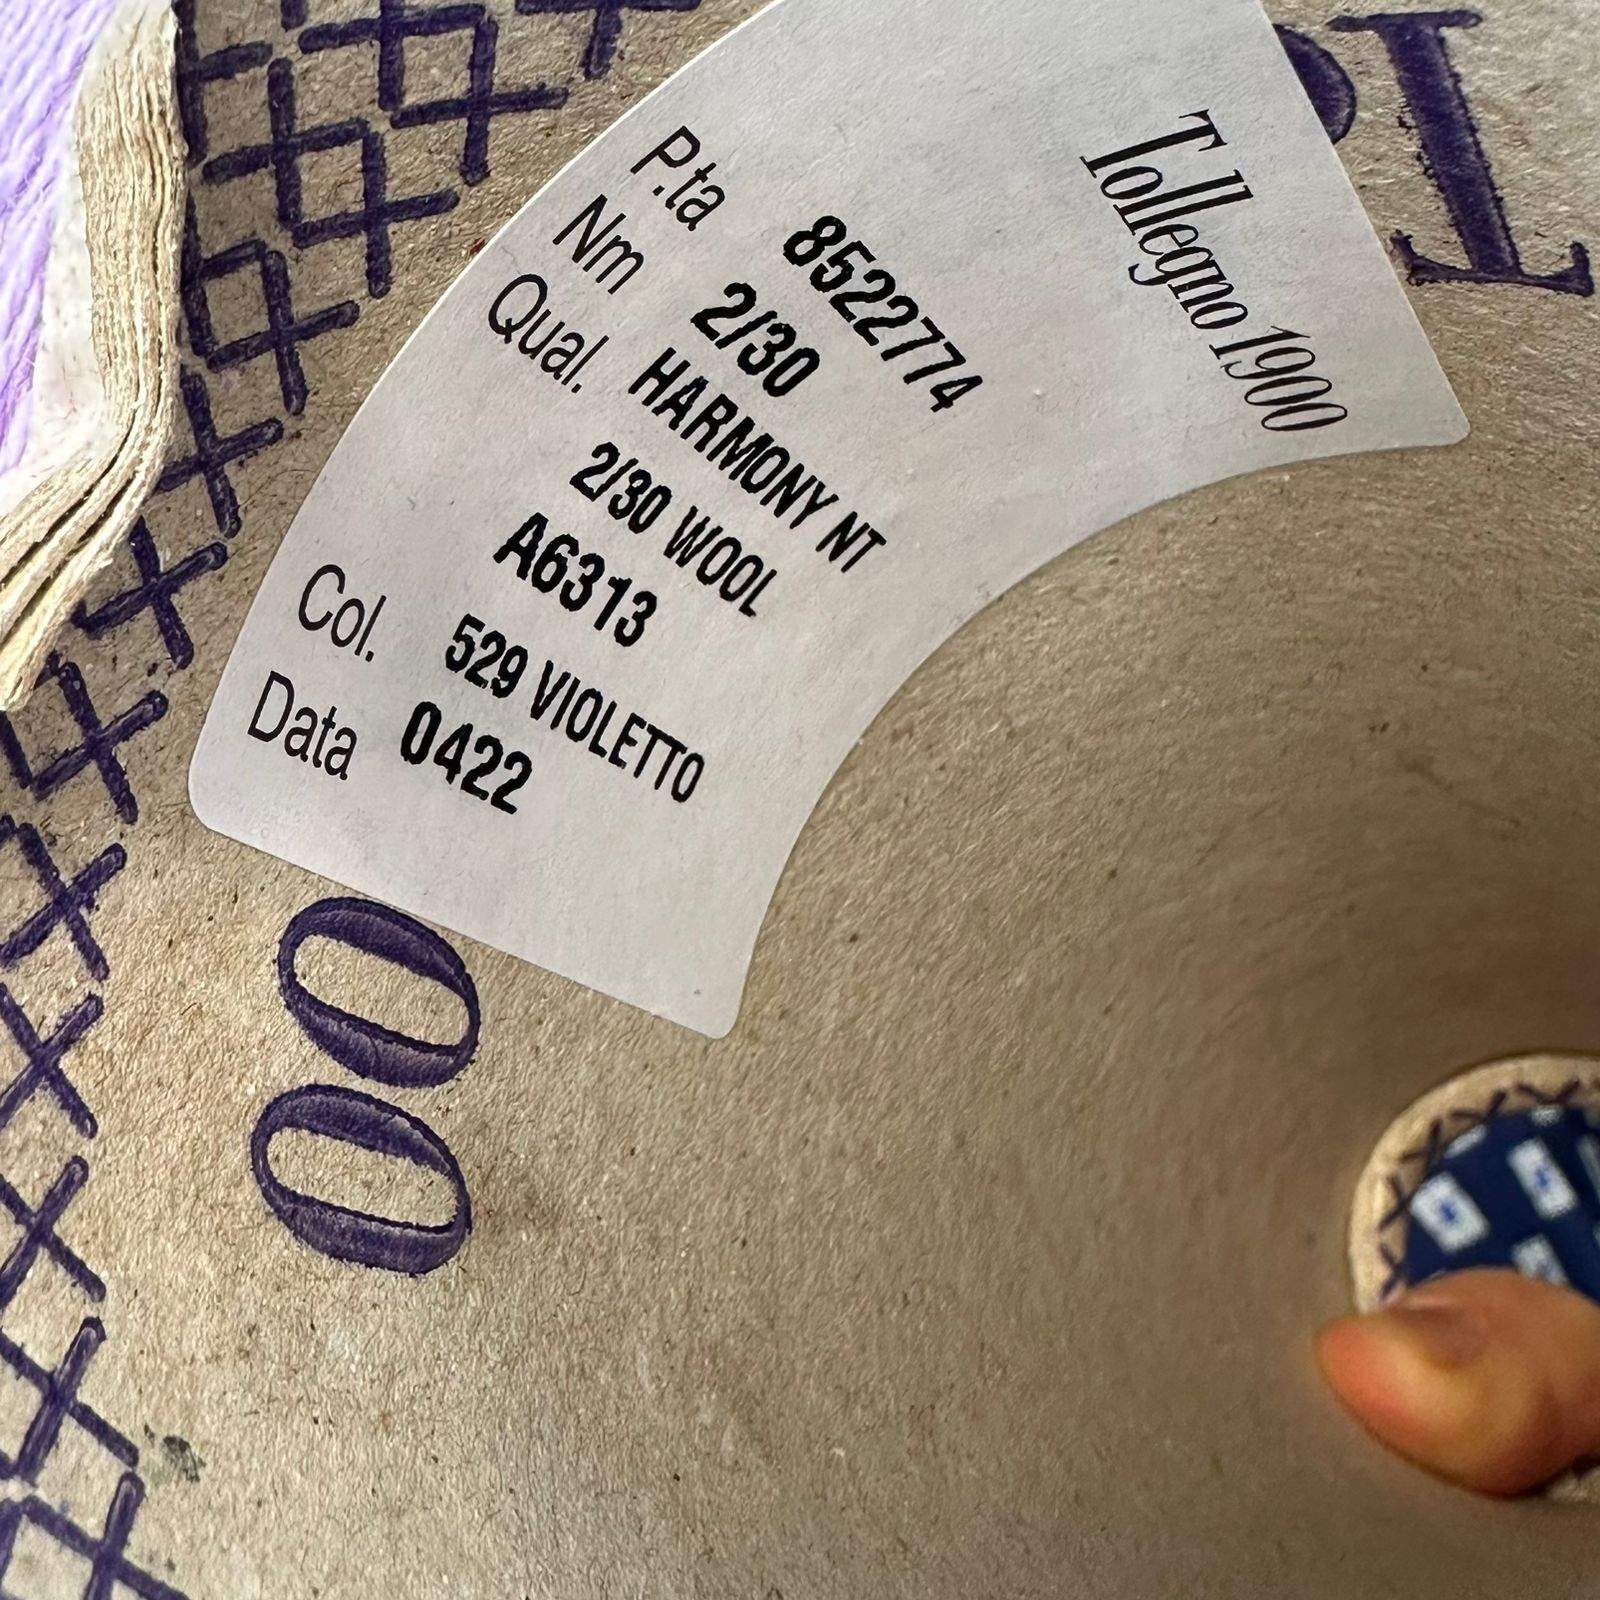 Tollegno 1900
P.ta 8522774
Nm 2/30
Qual. HARMONY NT
2/30 WOOL
A6313
Col. 529 VIOLETTO
Data 0422
00